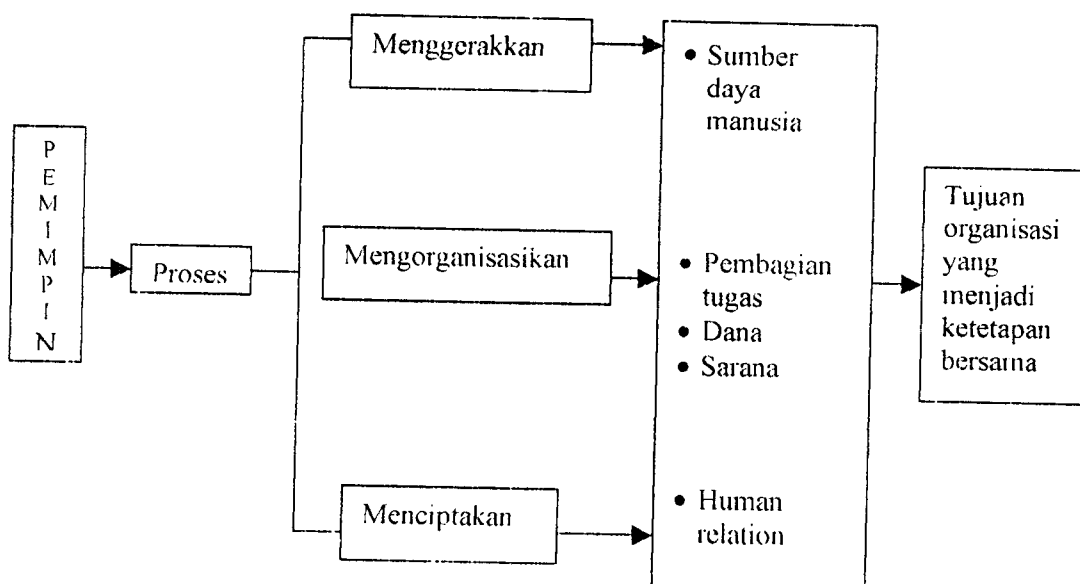 PEMIMPIN
Proses
Menggerakkan
Mengorganisasikan
Menciptakan
• Sumber
daya
manusia
• Pembagian
tugas
• Dana
• Sarana
• Human
relation
Tujuan
organisasi
yang
menjadi
ketetapan
bersama